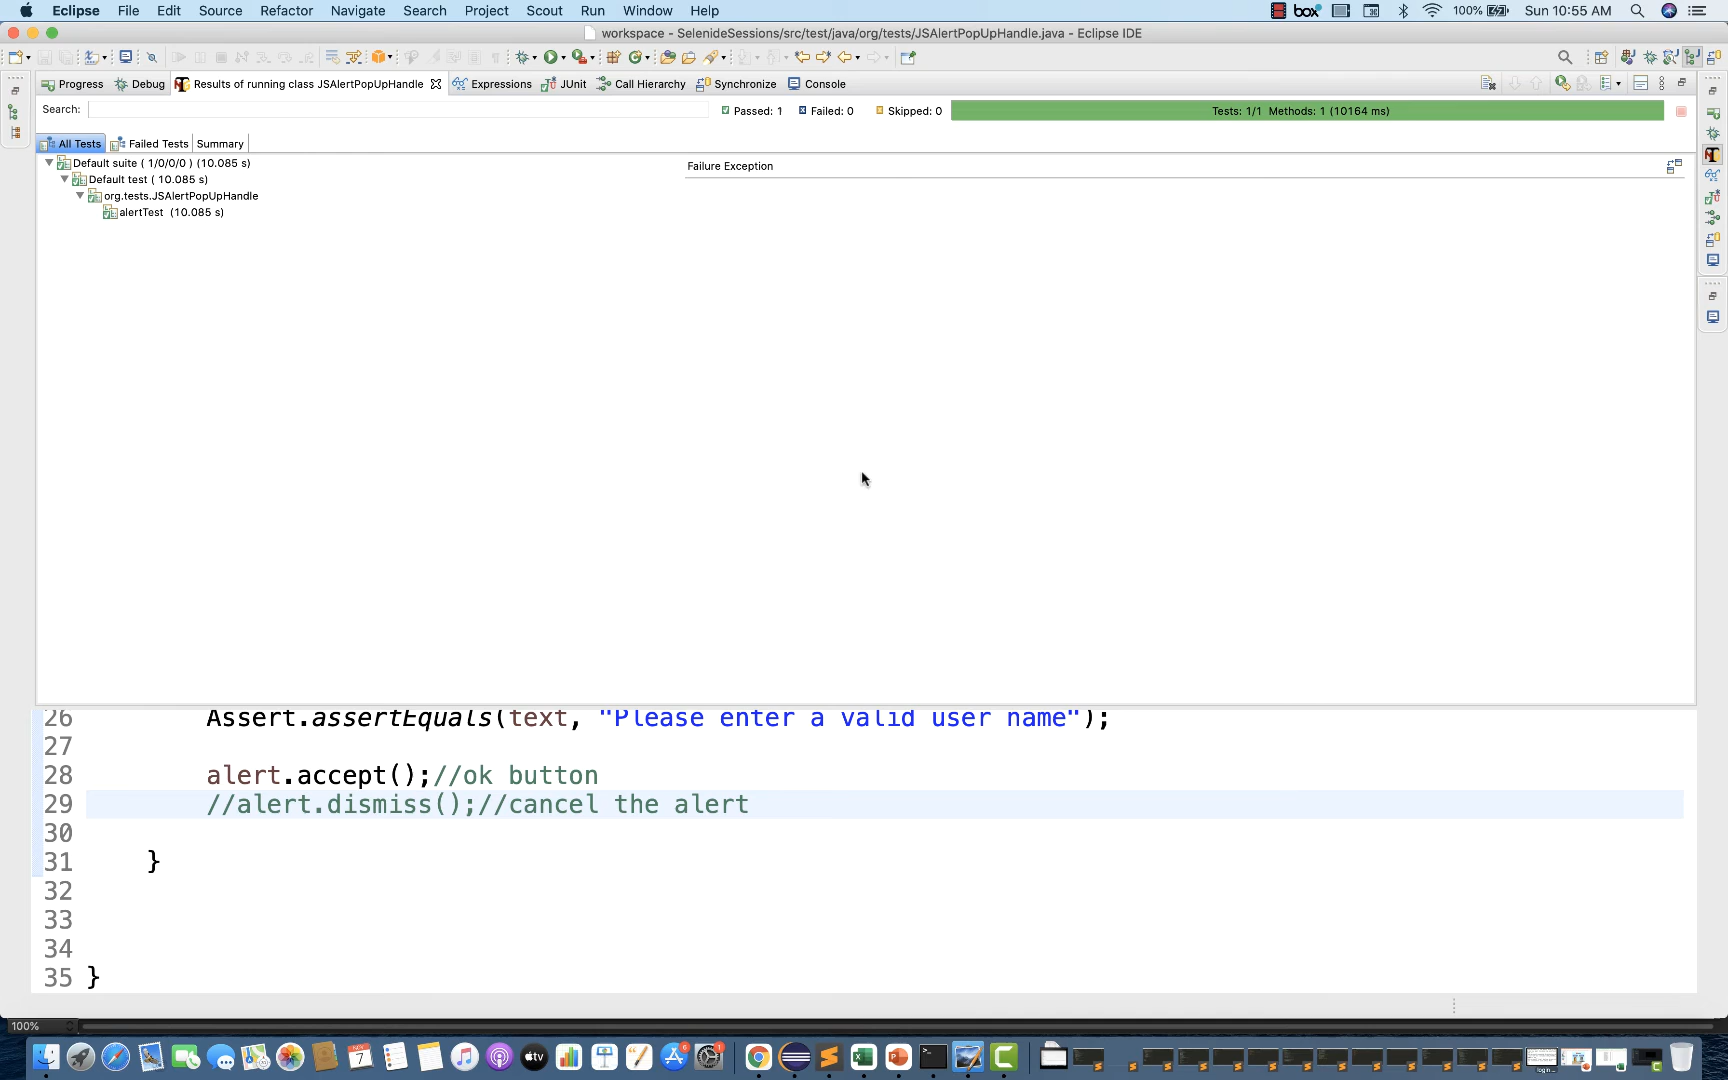 Eclipse File Edit Source Refactor Navigate Search Project Scout Run Window Help box 100% Sun 10:55 AM
workspace - SelenideSessions/src/test/java/org/tests/JSAlertPopUpHandle.java - Eclipse IDE
Progress Debug Results of running class JSAlertPopUpHandle Expressions JUnit Call Hierarchy Synchronize Console
Search: Passed: 1 Failed: 0 Skipped: 0 Tests: 1/1 Methods: 1 (10164 ms)
All Tests Failed Tests Summary
Default suite ( 1/0/0/0 ) (10.085 s) Failure Exception
Default test ( 10.085 s)
org.tests.JSAlertPopUpHandle
alertTest (10.085 s)
26 Assert.assertEquals(text, "Please enter a valid user name");
27
28 alert.accept();//ok button
29 //alert.dismiss();//cancel the alert
30
31 }
32
33
34
35 }
100%